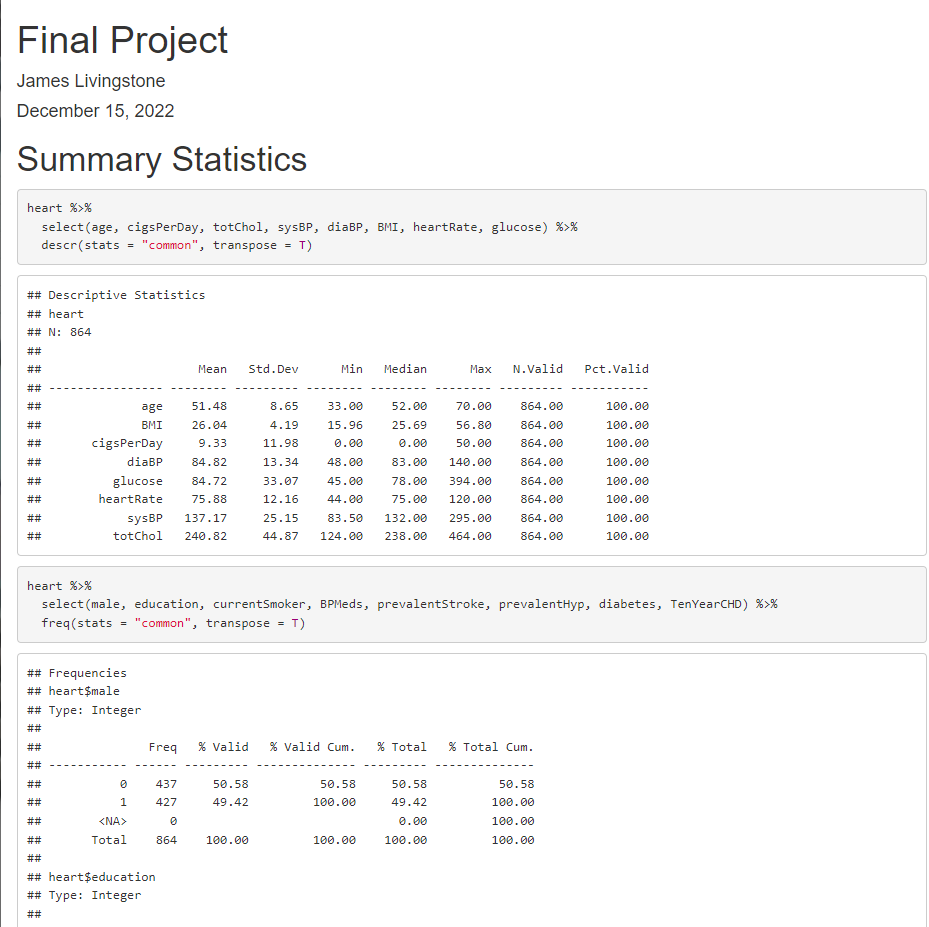 Final Project
James Livingstone
December 15, 2022
Summary Statistics
heart %>%
  select(age, cigsPerDay, totChol, sysBP, diaBP, BMI, heartRate, glucose) %>%
  descr(stats = "common", transpose = T)
## Descriptive Statistics
## heart
## N: 864
##
##                      Mean   Std.Dev      Min   Median      Max   N.Valid   Pct.Valid
## ---------------- -------- --------- -------- -------- -------- --------- -----------
##              age    51.48      8.65    33.00    52.00    70.00    864.00      100.00
##              BMI    26.04      4.19    15.96    25.69    56.80    864.00      100.00
##       cigsPerDay     9.33     11.98     0.00     0.00    50.00    864.00      100.00
##            diaBP    84.82     13.34    48.00    83.00   140.00    864.00      100.00
##          glucose    84.72     33.07    45.00    78.00   394.00    864.00      100.00
##        heartRate    75.88     12.16    44.00    75.00   120.00    864.00      100.00
##            sysBP   137.17     25.15    83.50   132.00   295.00    864.00      100.00
##          totChol   240.82     44.87   124.00   238.00   464.00    864.00      100.00
heart %>%
  select(male, education, currentSmoker, BPMeds, prevalentStroke, prevalentHyp, diabetes, TenYearCHD) %>%
  freq(stats = "common", transpose = T)
## Frequencies
## heart$male
## Type: Integer
##
##               Freq   % Valid   % Valid Cum.   % Total   % Total Cum.
## ----------- ------ --------- -------------- --------- --------------
##           0    437     50.58          50.58     50.58          50.58
##           1    427     49.42         100.00     49.42         100.00
##        <NA>      0                               0.00         100.00
##       Total    864    100.00         100.00    100.00         100.00
##
## heart$education
## Type: Integer
##